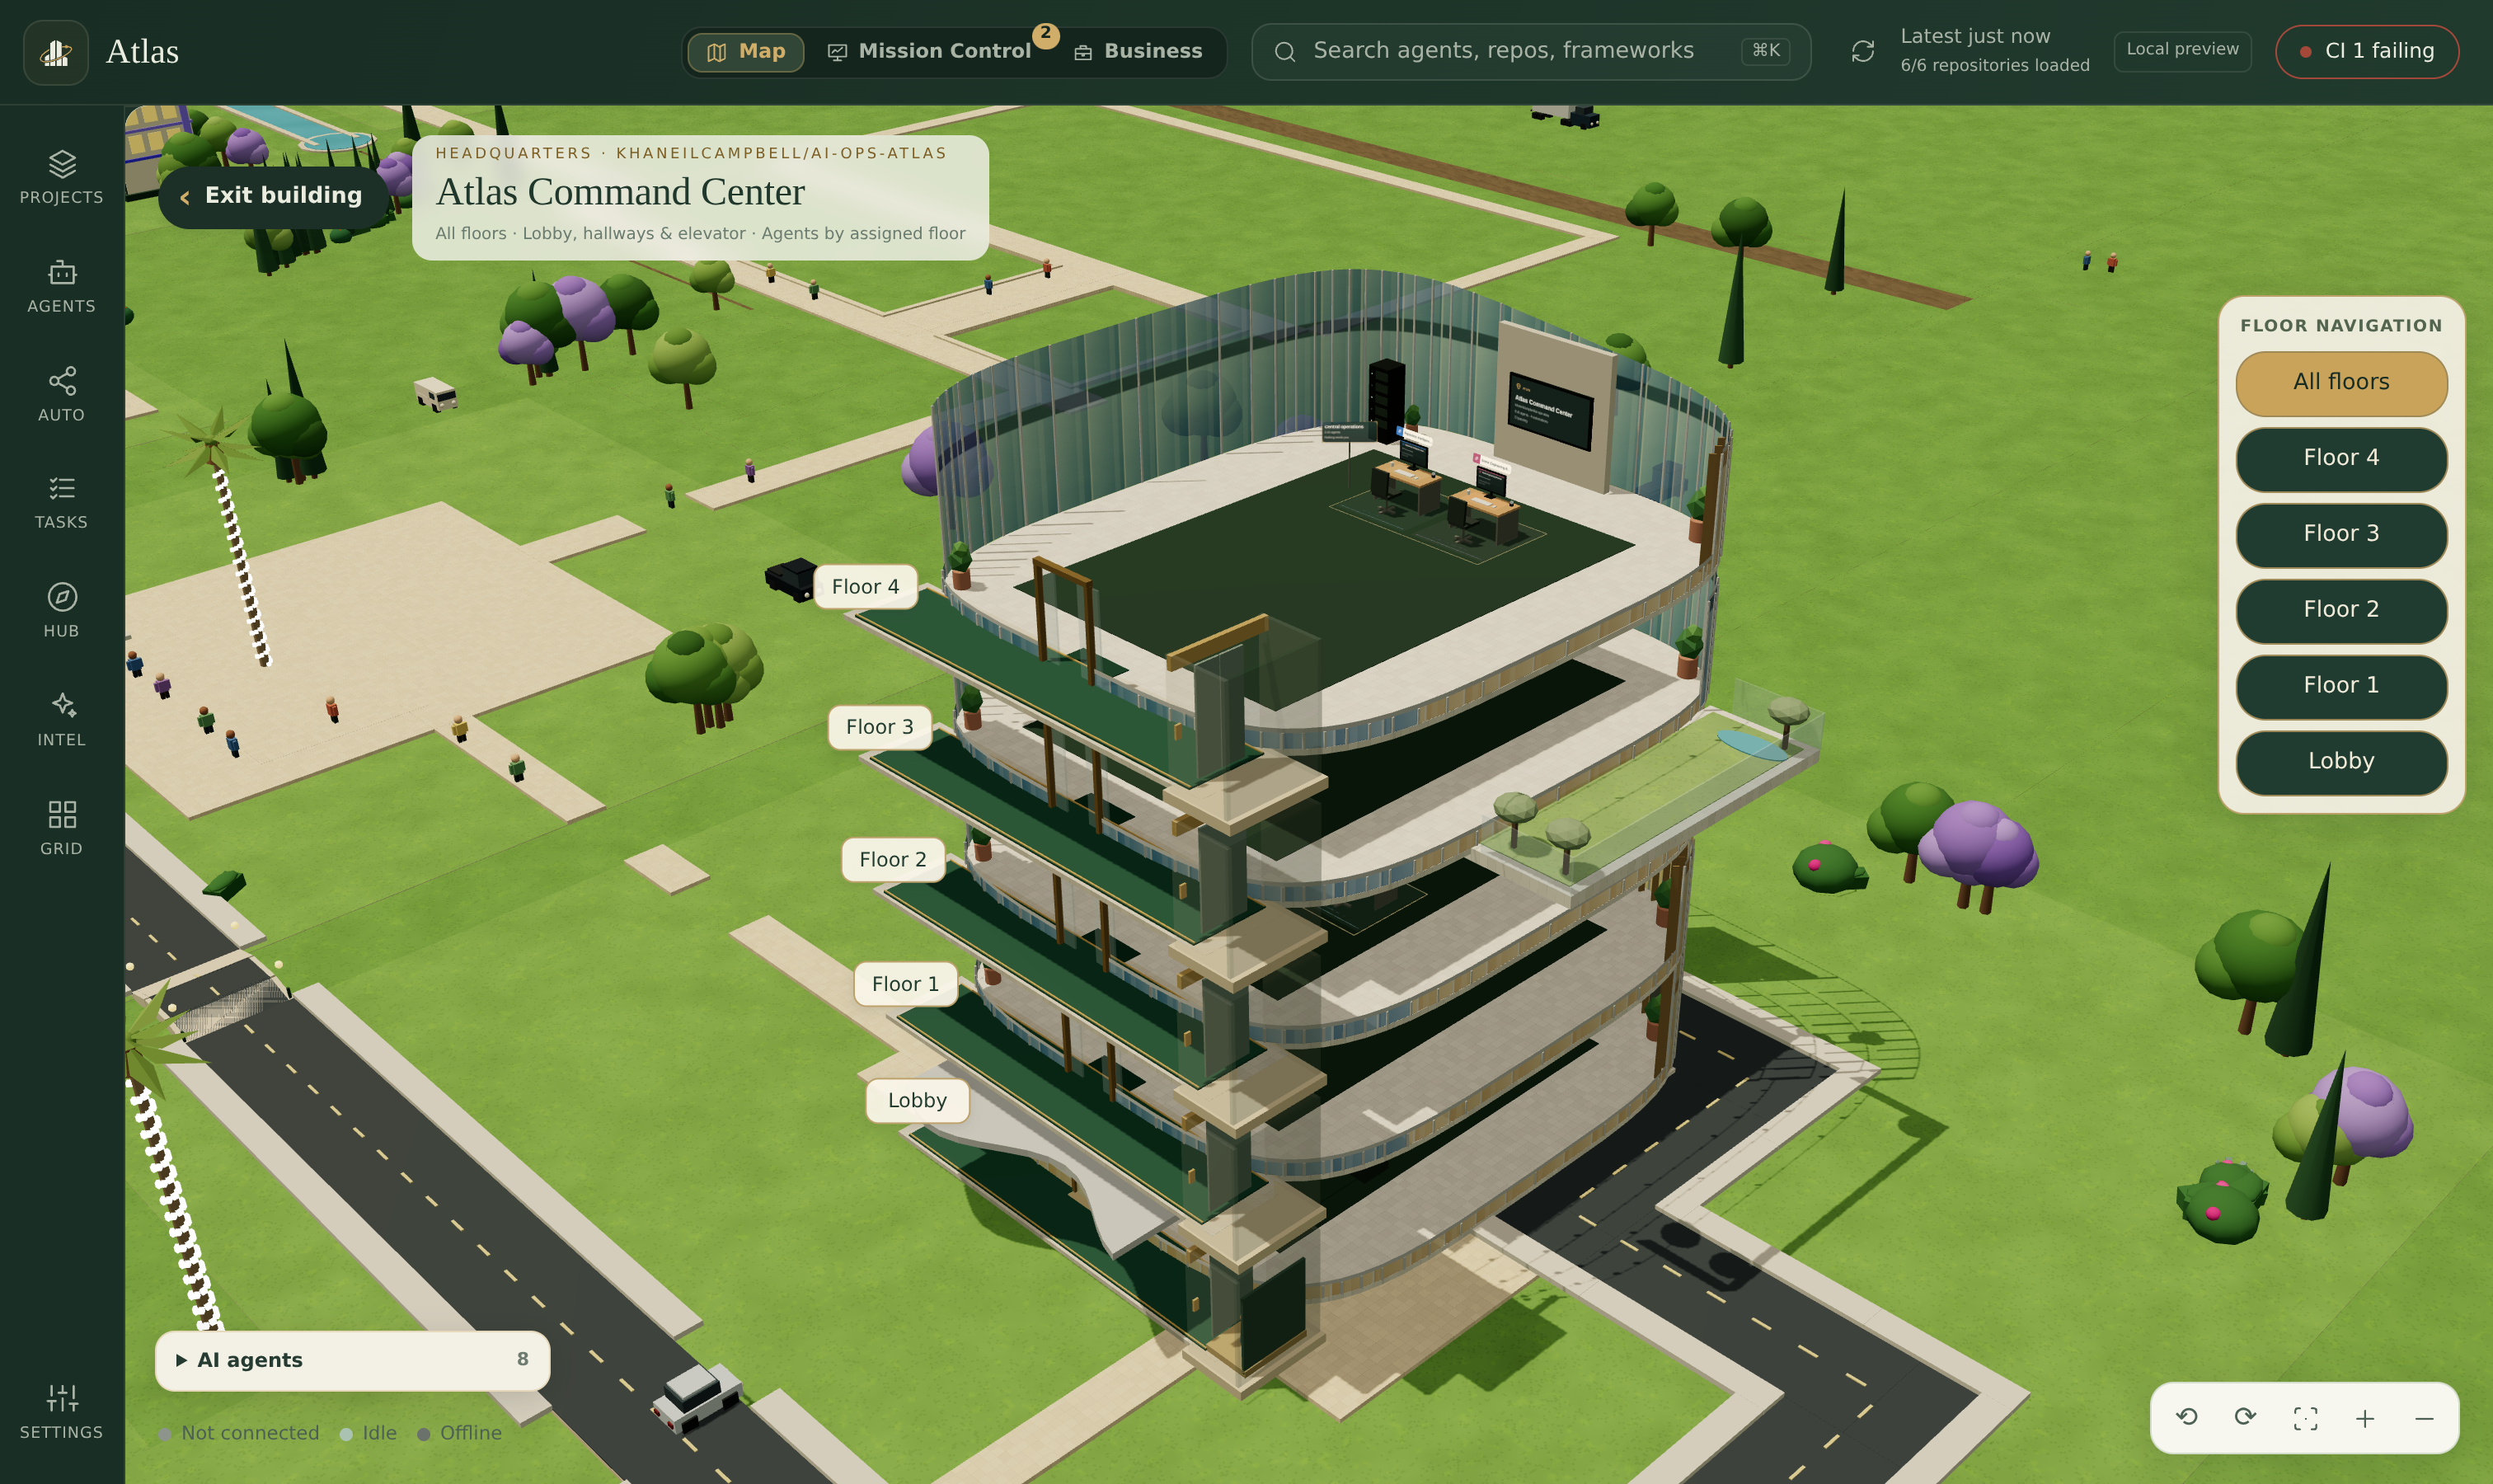 Atlas
Map
Mission Control
2
Business
Search agents, repos, frameworks
⌘K
Latest just now
6/6 repositories loaded
Local preview
CI 1 failing
PROJECTS
AGENTS
AUTO
TASKS
HUB
INTEL
GRID
SETTINGS
‹ Exit building
HEADQUARTERS · KHANEILCAMPBELL/AI-OPS-ATLAS
Atlas Command Center
All floors · Lobby, hallways & elevator · Agents by assigned floor
FLOOR NAVIGATION
All floors
Floor 4
Floor 3
Floor 2
Floor 1
Lobby
Central operations
Atlas Command Center
Floor 4
Floor 3
Floor 2
Floor 1
Lobby
AI agents
8
Not connected
Idle
Offline